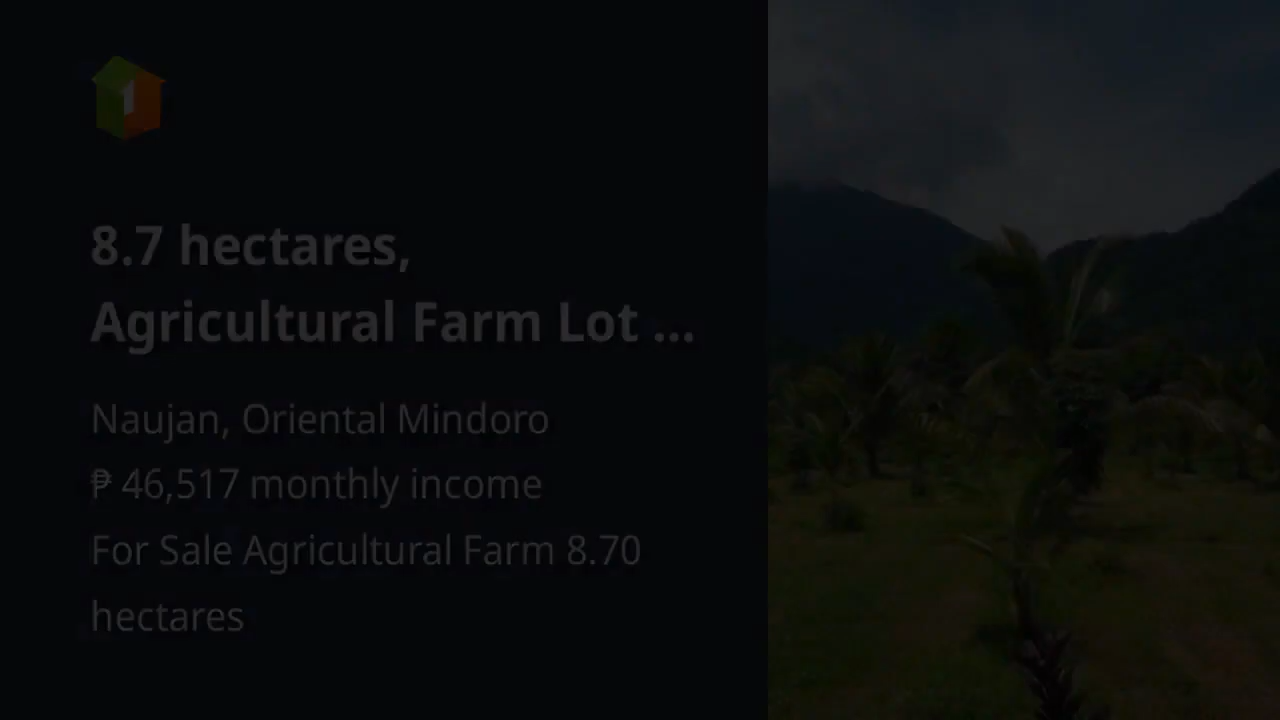 8.7 hectares,
Agricultural Farm Lot ...
Naujan, Oriental Mindoro
₱ 46,517 monthly income
For Sale Agricultural Farm 8.70
hectares